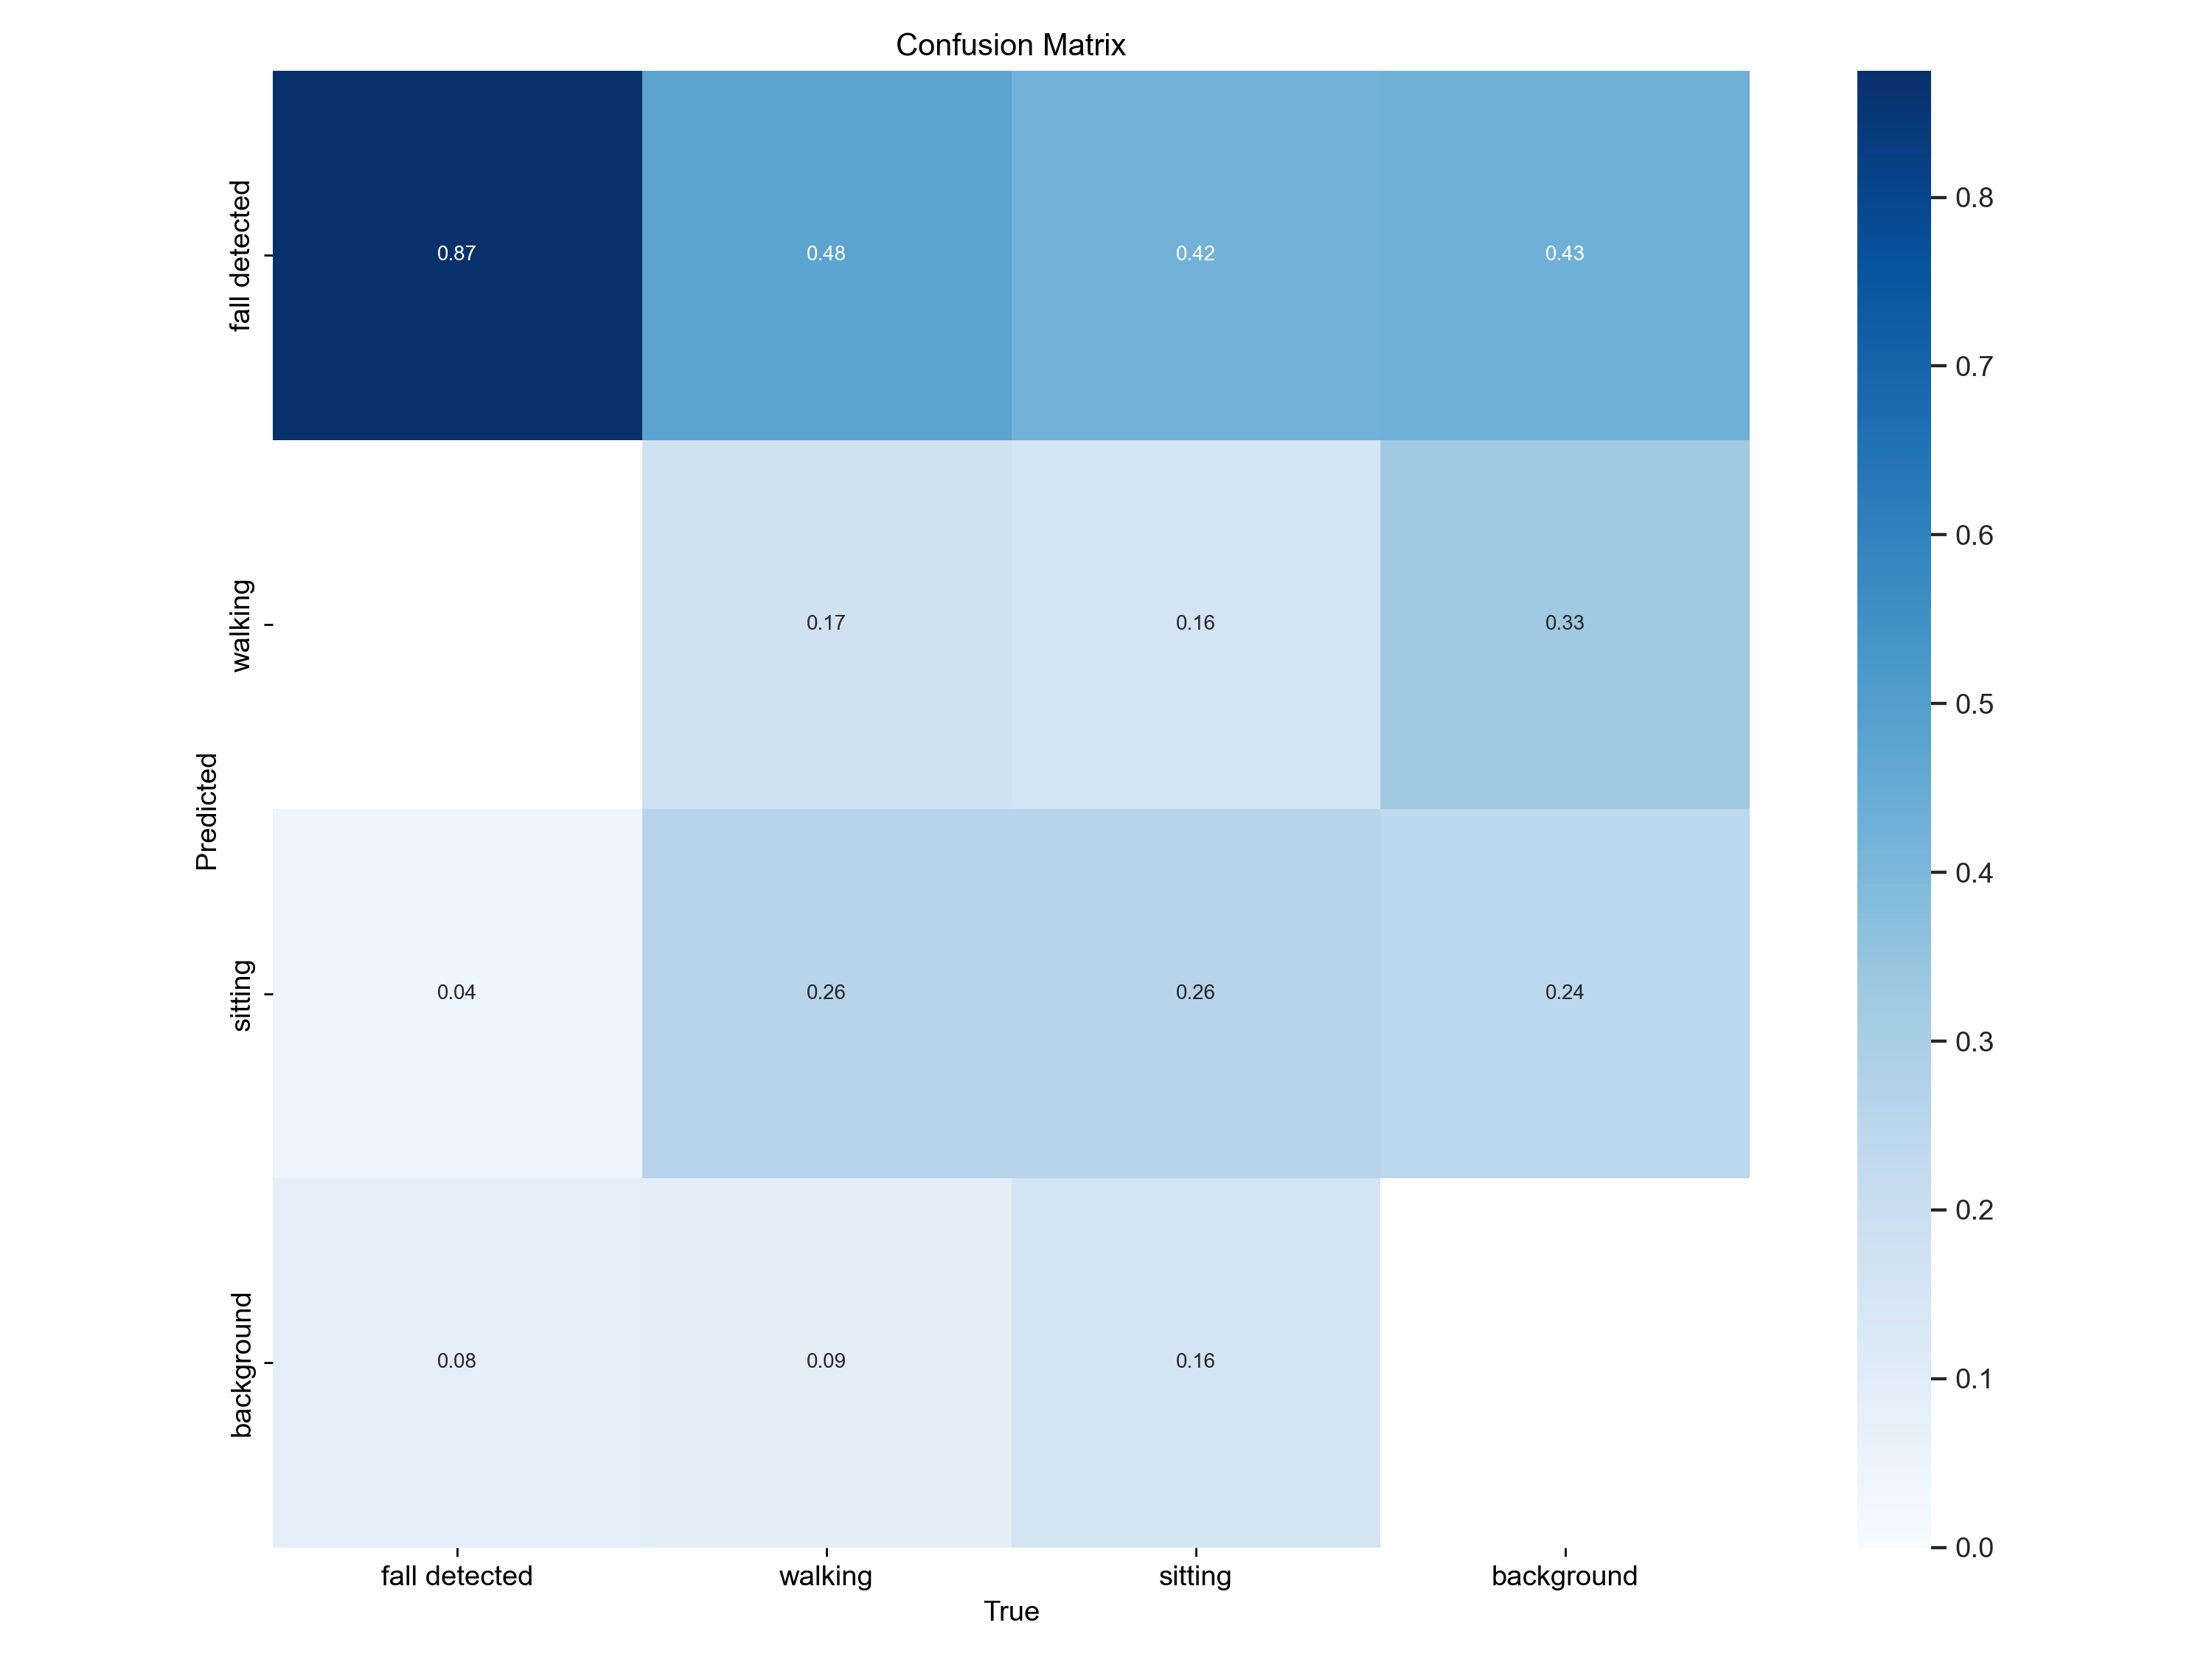 Confusion Matrix
fall detected
0.87
0.48
0.42
0.43
walking
0.17
0.16
0.33
sitting
0.04
0.26
0.26
0.24
background
0.08
0.09
0.16
Predicted
fall detected
walking
sitting
background
True
0.8
0.7
0.6
0.5
0.4
0.3
0.2
0.1
0.0